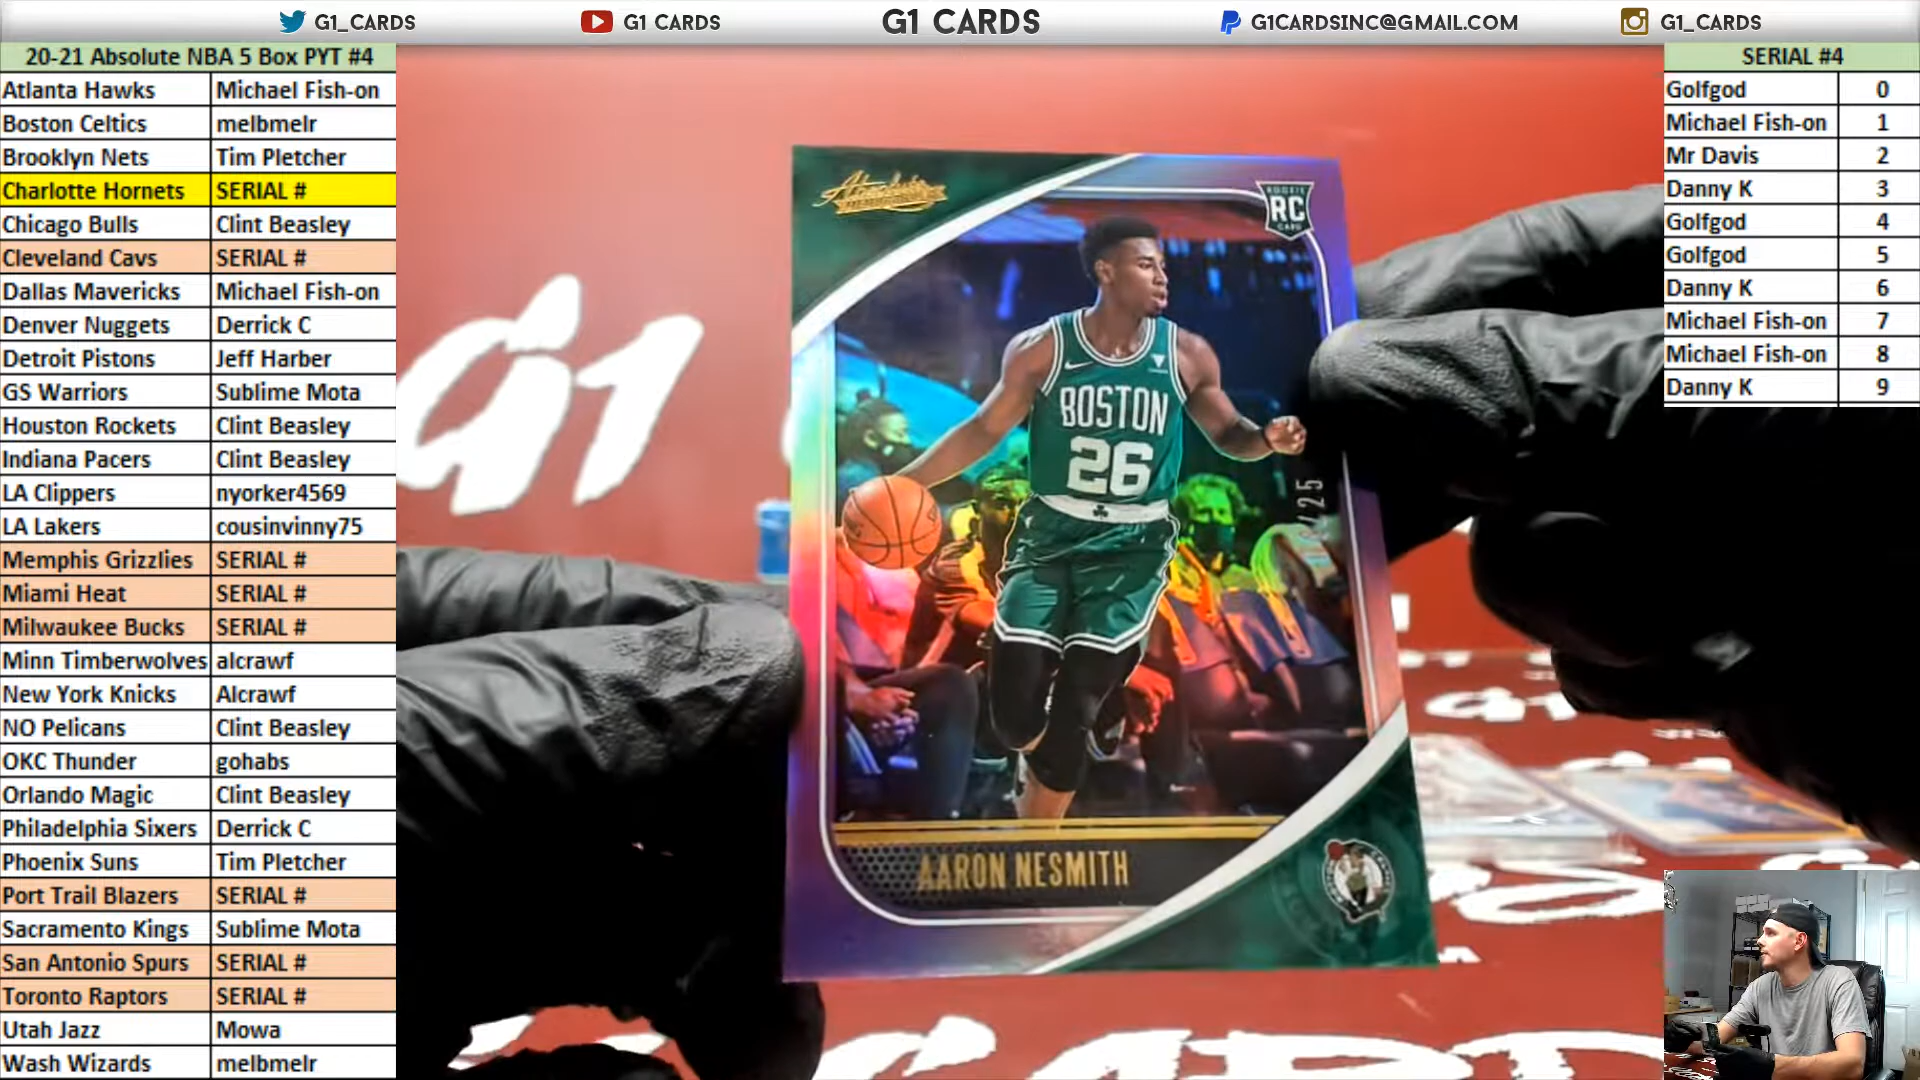 G1_CARDS
G1 CARDS
G1 CARDS
G1CARDSINC@GMAIL.COM
G1_CARDS
20-21 Absolute NBA 5 Box PYT #4
Atlanta Hawks Michael Fish-on
Boston Celtics melbmelr
Brooklyn Nets Tim Pletcher
Charlotte Hornets SERIAL #
Chicago Bulls Clint Beasley
Cleveland Cavs SERIAL #
Dallas Mavericks Michael Fish-on
Denver Nuggets Derrick C
Detroit Pistons Jeff Harber
GS Warriors Sublime Mota
Houston Rockets Clint Beasley
Indiana Pacers Clint Beasley
LA Clippers nyorker4569
LA Lakers cousinvinny75
Memphis Grizzlies SERIAL #
Miami Heat SERIAL #
Milwaukee Bucks SERIAL #
Minn Timberwolves alcrawf
New York Knicks Alcrawf
NO Pelicans Clint Beasley
OKC Thunder gohabs
Orlando Magic Clint Beasley
Philadelphia Sixers Derrick C
Phoenix Suns Tim Pletcher
Port Trail Blazers SERIAL #
Sacramento Kings Sublime Mota
San Antonio Spurs SERIAL #
Toronto Raptors SERIAL #
Utah Jazz Mowa
Wash Wizards melbmelr
G1
Absolute
ROOKIE
RC
CARD
BOSTON
26
AARON NESMITH
SERIAL #4
Golfgod 0
Michael Fish-on 1
Mr Davis 2
Danny K 3
Golfgod 4
Golfgod 5
Danny K 6
Michael Fish-on 7
Michael Fish-on 8
Danny K 9